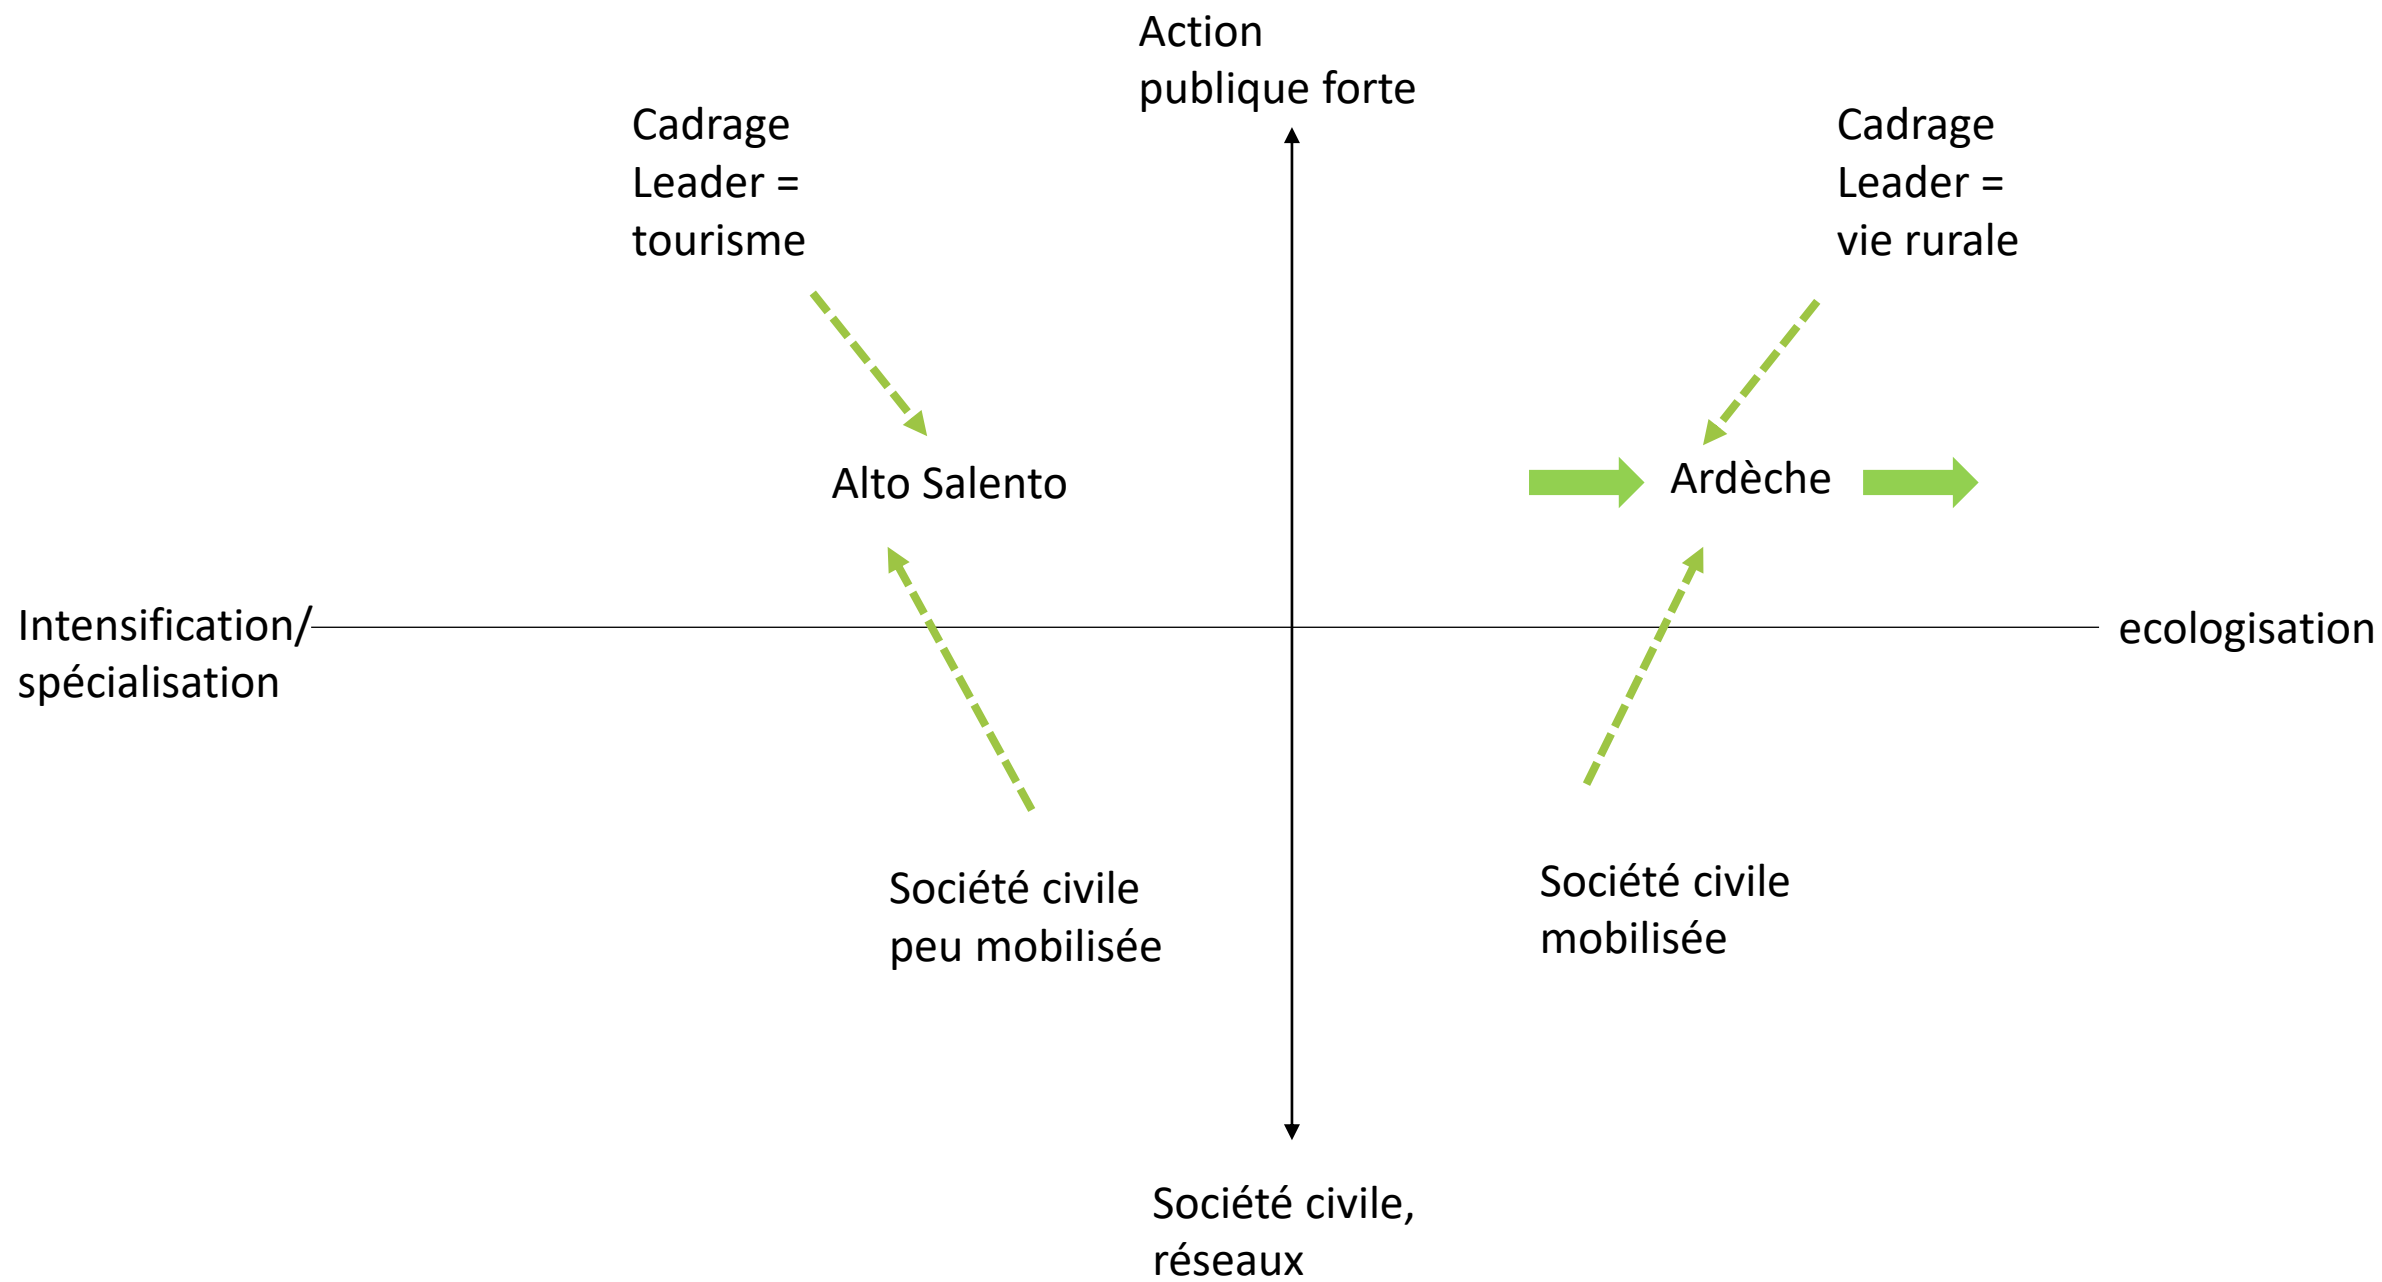 Action
publique forte
Cadrage
Leader =
tourisme
Cadrage
Leader =
vie rurale
Alto Salento
Ardèche
Intensification/
spécialisation
ecologisation
Société civile
peu mobilisée
Société civile
mobilisée
Société civile,
réseaux